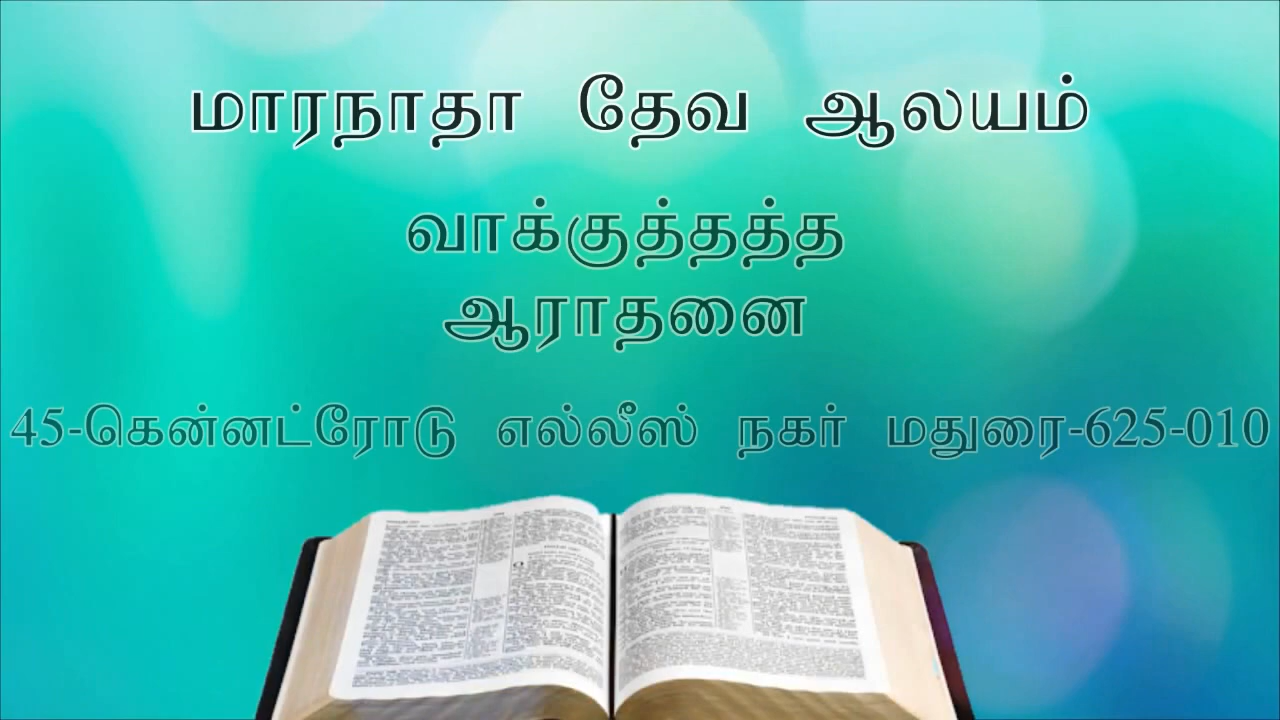 மாரநாதா தேவ ஆலயம்
வாக்குத்தத்த
ஆராதனை
45-கென்னட்ரோடு எல்லீஸ் நகர் மதுரை-625-010